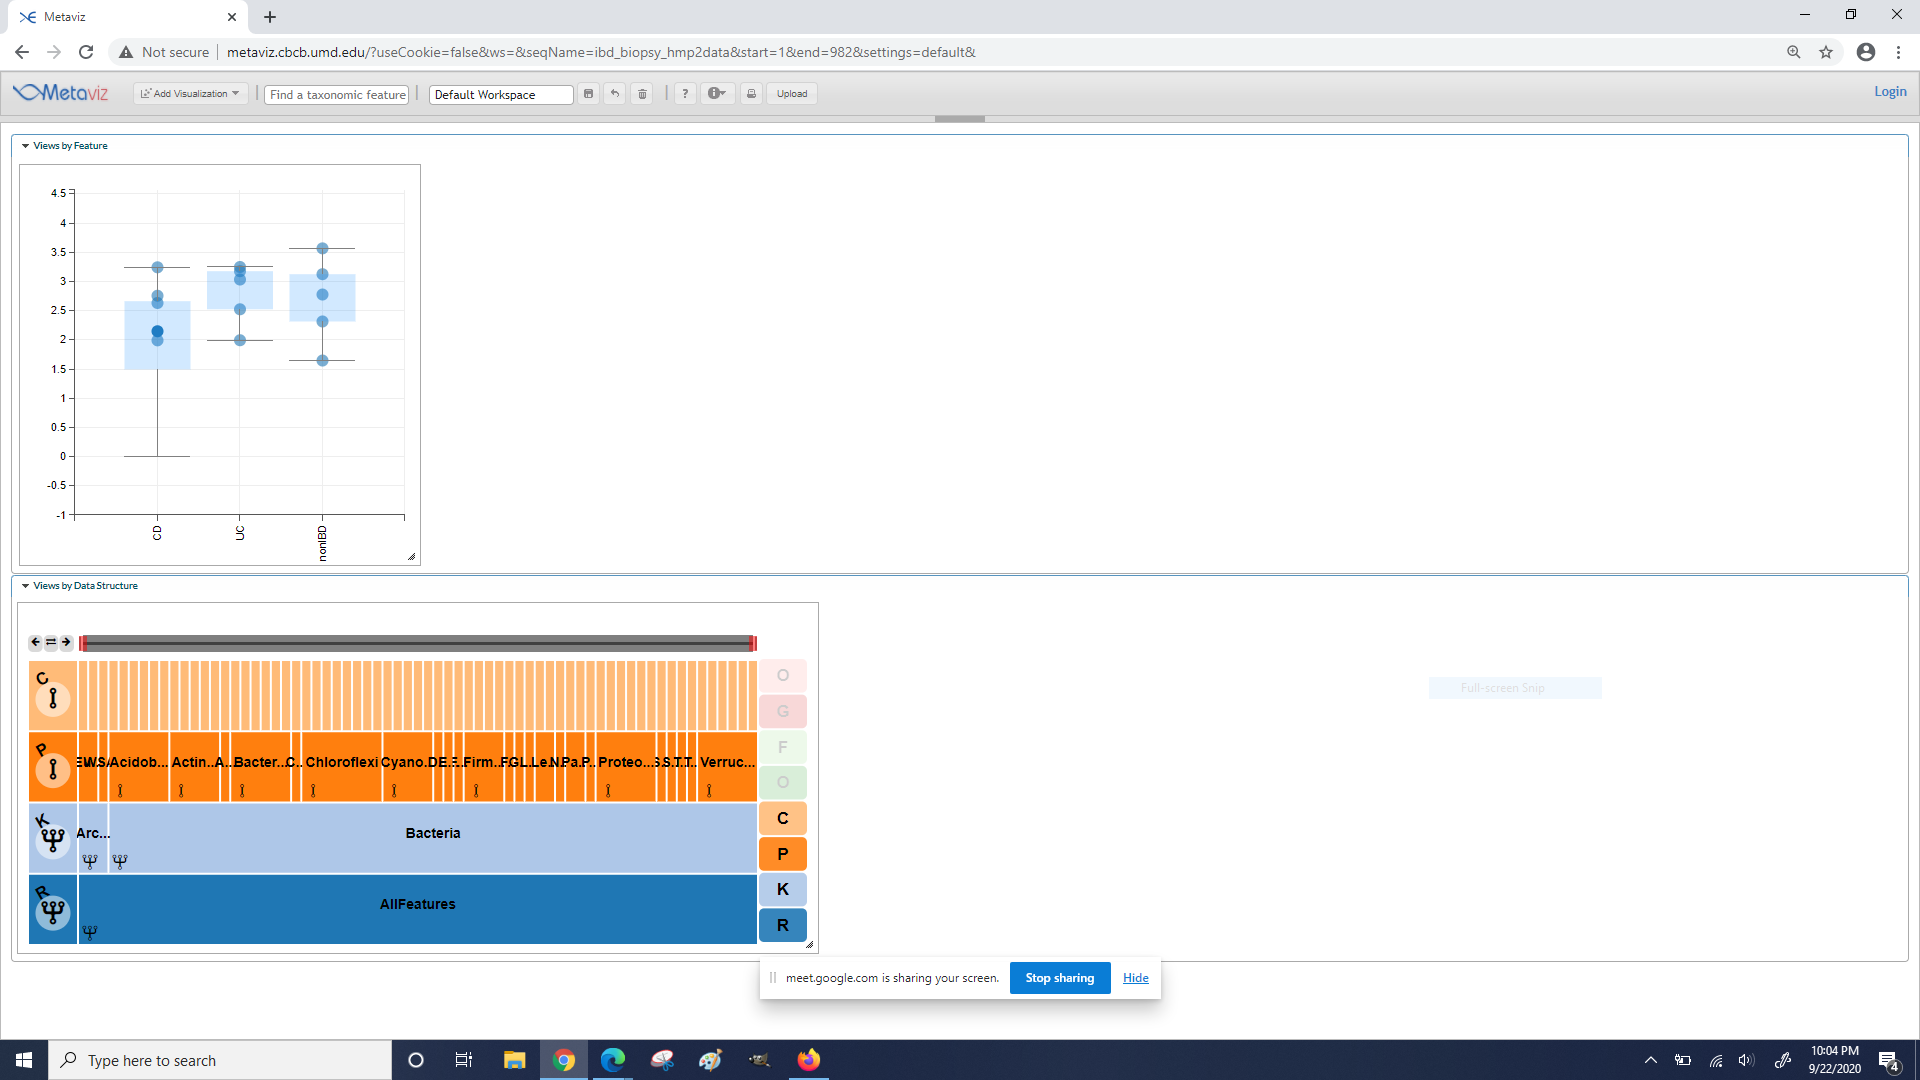 Metaviz
Not secure metaviz.cbcb.umd.edu/?useCookie=false&ws=&seqName=ibd_biopsy_hmp2data&start=1&end=982&settings=default&
Metaviz Add Visualization Find a taxonomic feature Default Workspace ? Upload Login
Views by Feature
4.5
4
3.5
3
2.5
2
1.5
1
0.5
0
-0.5
-1
CD UC nonIBD
Views by Data Structure
C O
G
P Acidob... Actin... A... Bacter... C.. Chloroflexi Cyano... Firm... Le. Pa.. P.. Proteo... Verruc... F
O
K Arc... Bacteria C
P
R AllFeatures K
R
Full-screen Snip
meet.google.com is sharing your screen. Stop sharing Hide
Type here to search
10:04 PM
9/22/2020
4